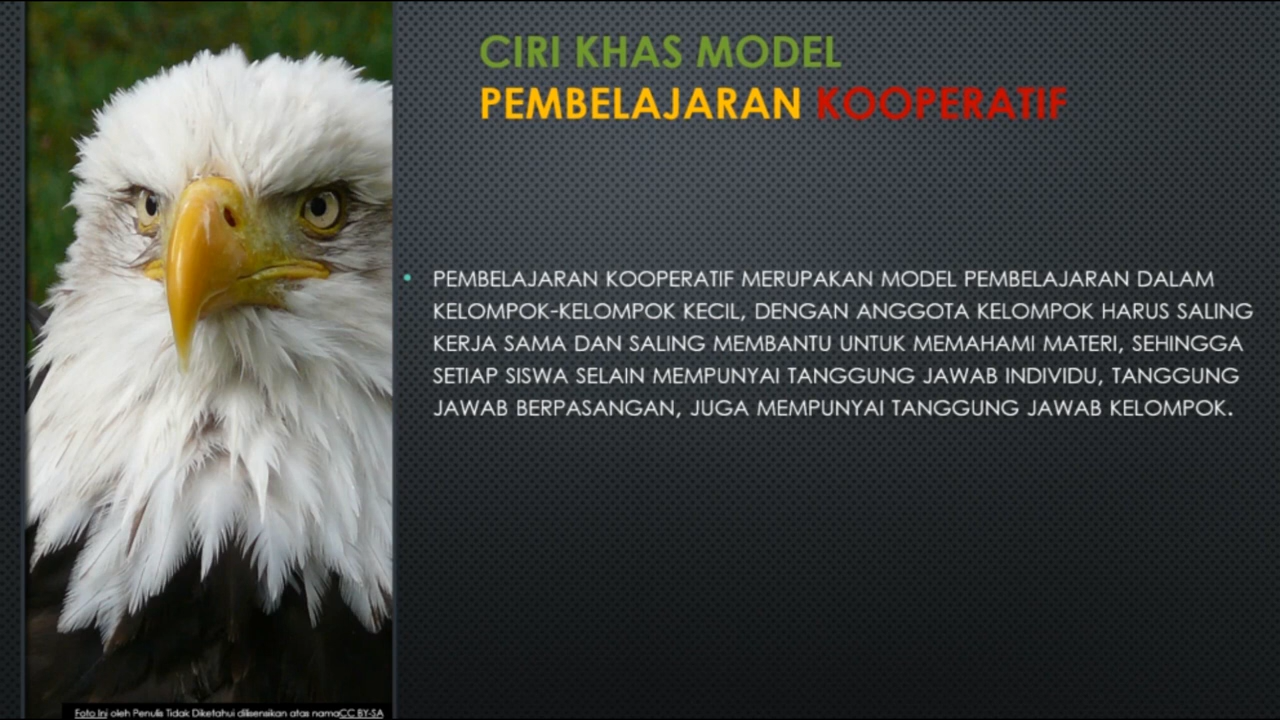 CIRI KHAS MODEL
PEMBELAJARAN KOOPERATIF
• PEMBELAJARAN KOOPERATIF MERUPAKAN MODEL PEMBELAJARAN DALAM
KELOMPOK-KELOMPOK KECIL, DENGAN ANGGOTA KELOMPOK HARUS SALING
KERJA SAMA DAN SALING MEMBANTU UNTUK MEMAHAMI MATERI, SEHINGGA
SETIAP SISWA SELAIN MEMPUNYAI TANGGUNG JAWAB INDIVIDU, TANGGUNG
JAWAB BERPASANGAN, JUGA MEMPUNYAI TANGGUNG JAWAB KELOMPOK.
Foto Ini oleh Penulis Tidak Diketahui dilisensikan atas namaCC BY-SA